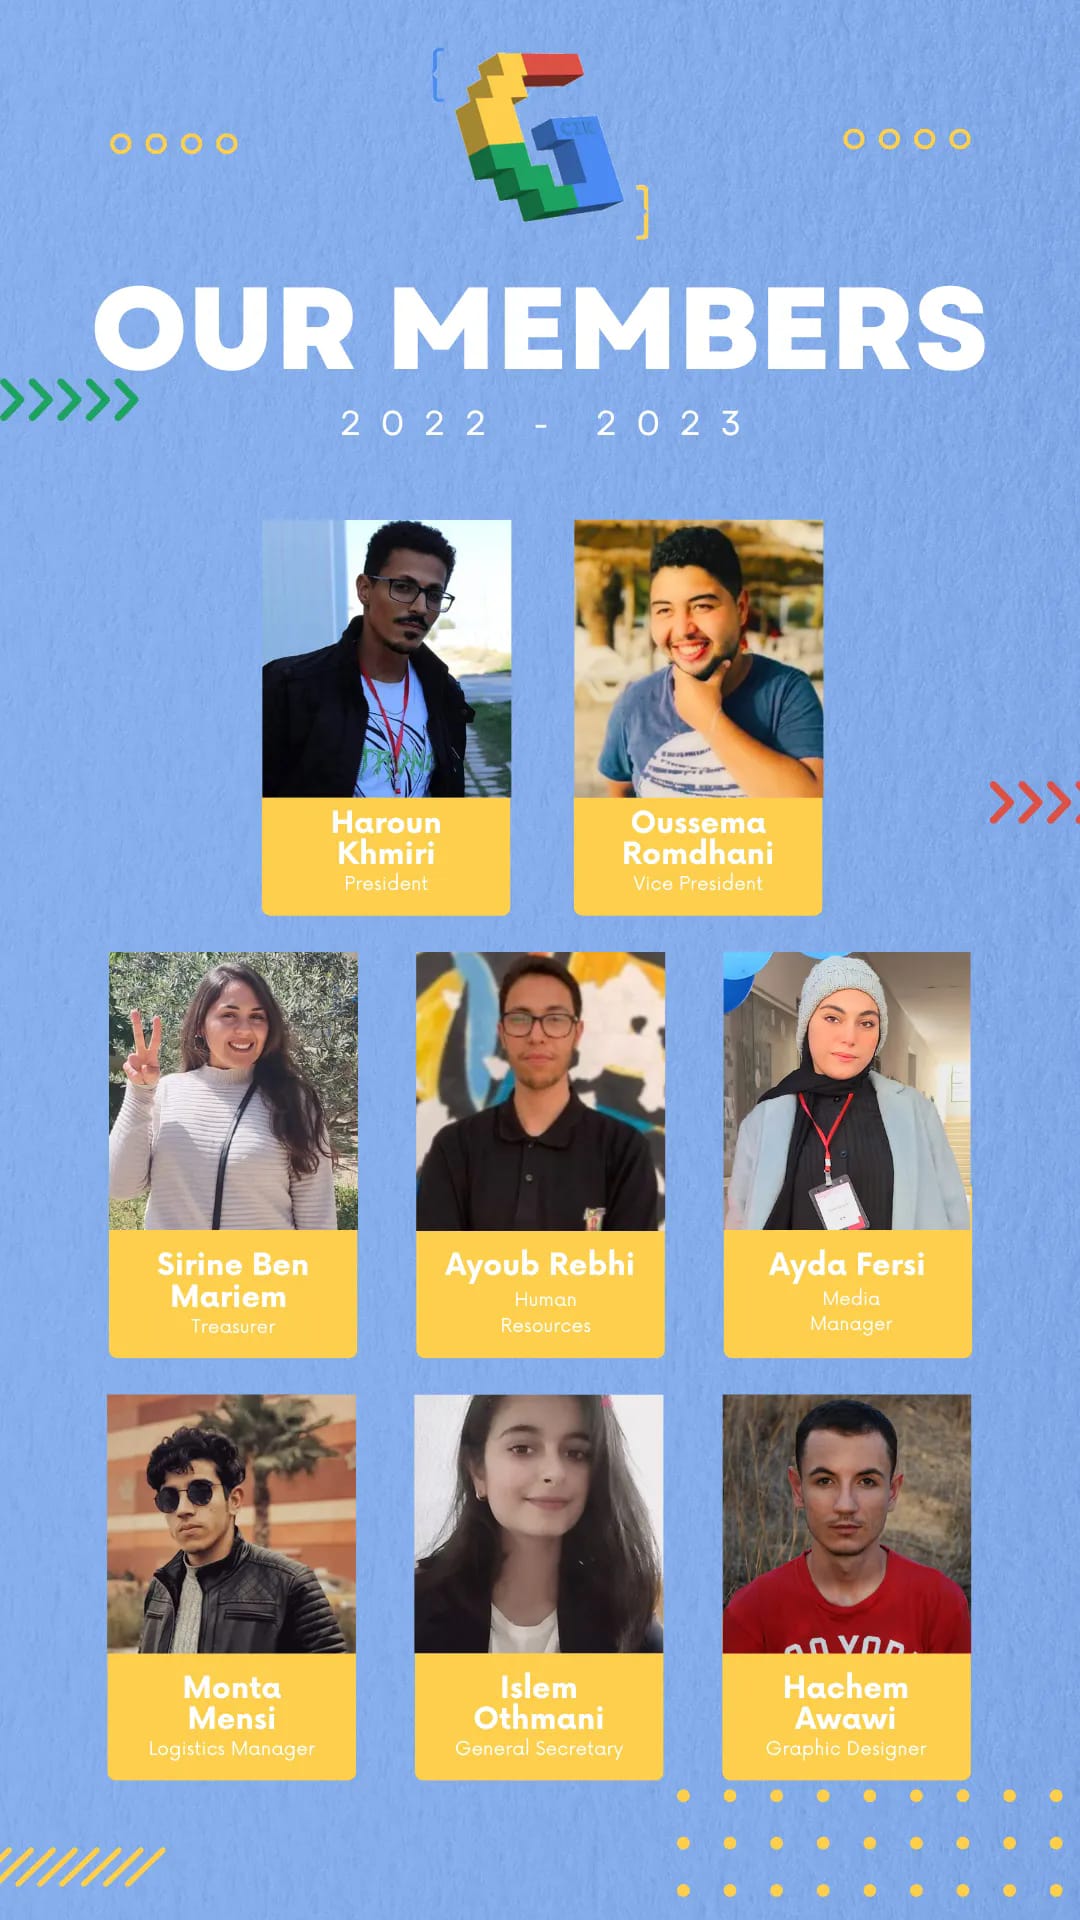 OUR MEMBERS
2022 - 2023
Haroun
Khmiri
President
Oussema
Romdhani
Vice President
Sirine Ben
Mariem
Treasurer
Ayoub Rebhi
Human
Resources
Ayda Fersi
Media
Manager
Monta
Mensi
Logistics Manager
Islem
Othmani
General Secretary
Hachem
Awawi
Graphic Designer